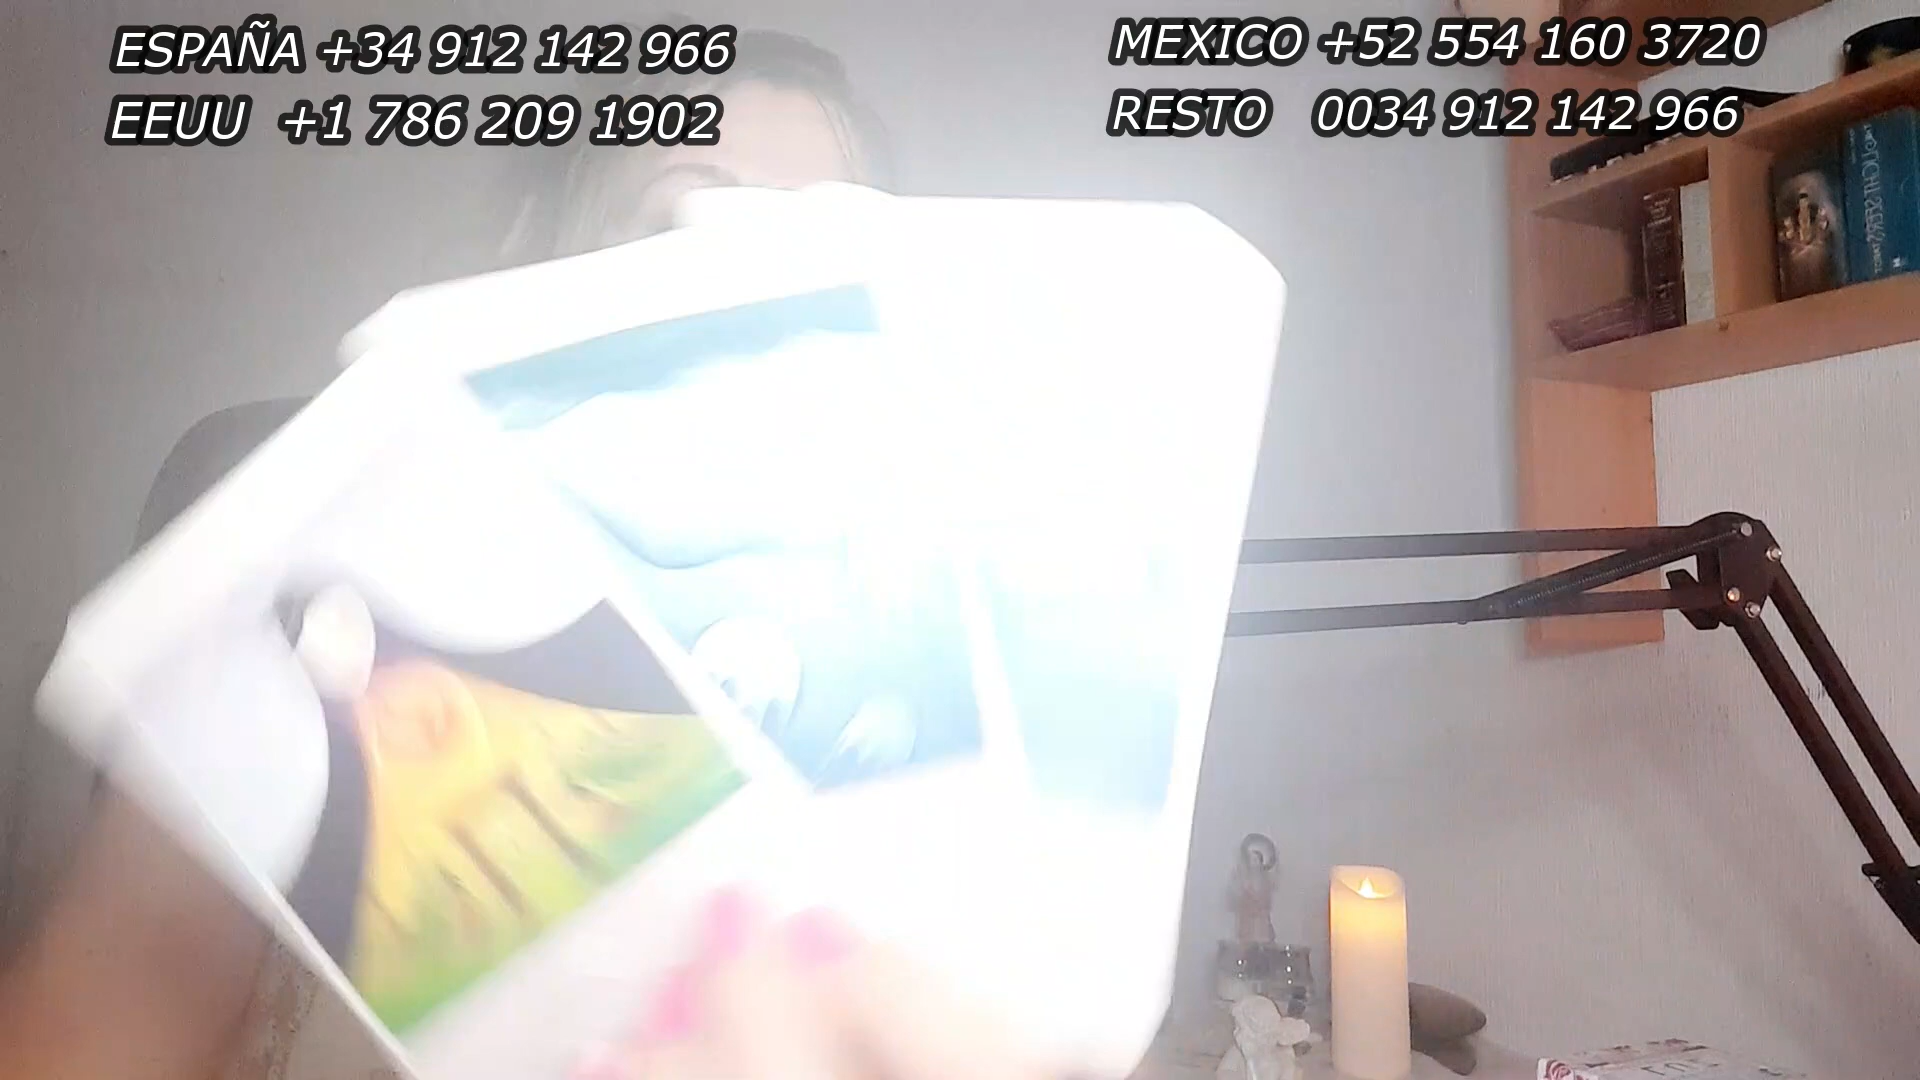 ESPAÑA +34 912 142 966
EEUU +1 786 209 1902
MEXICO +52 554 160 3720
RESTO 0034 912 142 966